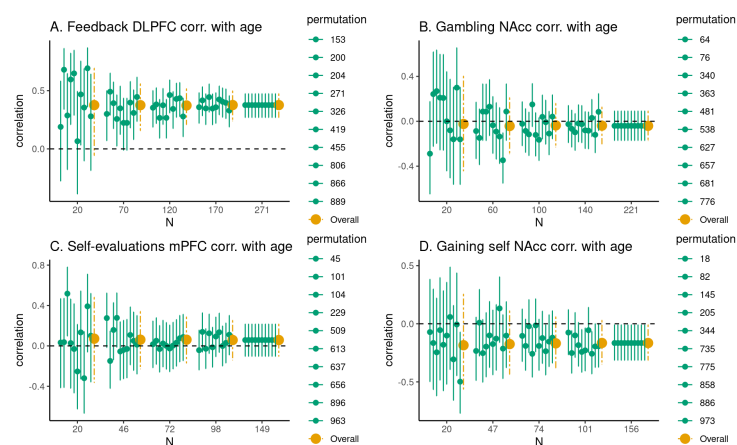 A. Feedback DLPFC corr. with age
correlation
0.5
0.0
20 70 120 170 271
N
permutation
153
200
204
271
326
419
455
806
866
889
Overall
B. Gambling NAcc corr. with age
correlation
0.4
0.0
-0.4
20 60 100 140 221
N
permutation
64
76
340
363
481
538
627
657
681
776
Overall
C. Self-evaluations mPFC corr. with age
correlation
0.8
0.4
0.0
-0.4
20 46 72 98 149
N
permutation
45
101
104
229
509
613
637
656
896
963
Overall
D. Gaining self NAcc corr. with age
correlation
0.5
0.0
-0.5
20 47 74 101 156
N
permutation
18
82
145
205
344
735
775
858
886
973
Overall